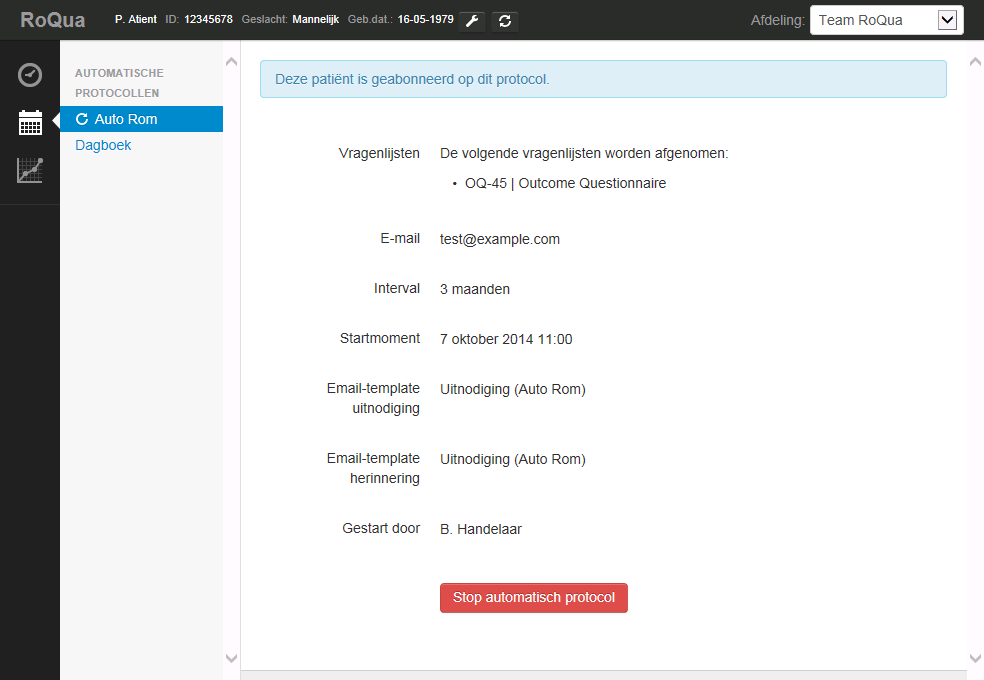 RoQua P. Atient ID: 12345678 Geslacht: Mannelijk Geb.dat.: 16-05-1979 Afdeling: Team RoQua
AUTOMATISCHE
PROTOCOLLEN
Auto Rom
Dagboek
Deze patiënt is geabonneerd op dit protocol.
Vragenlijsten De volgende vragenlijsten worden afgenomen:
• OQ-45 | Outcome Questionnaire
E-mail test@example.com
Interval 3 maanden
Startmoment 7 oktober 2014 11:00
Email-template Uitnodiging (Auto Rom)
uitnodiging
Email-template Uitnodiging (Auto Rom)
herinnering
Gestart door B. Handelaar
Stop automatisch protocol